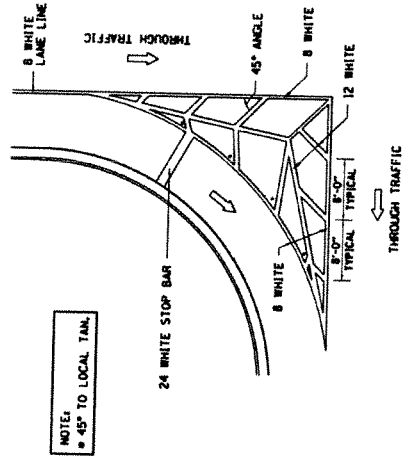 8 WHITE
LANE LINE
THROUGH TRAFFIC
45° ANGLE
8 WHITE
12 WHITE
8'-0"
TYPICAL
8'-0"
TYPICAL
THROUGH TRAFFIC
8 WHITE
24 WHITE STOP BAR
NOTE:
* 45° TO LOCAL TAN.